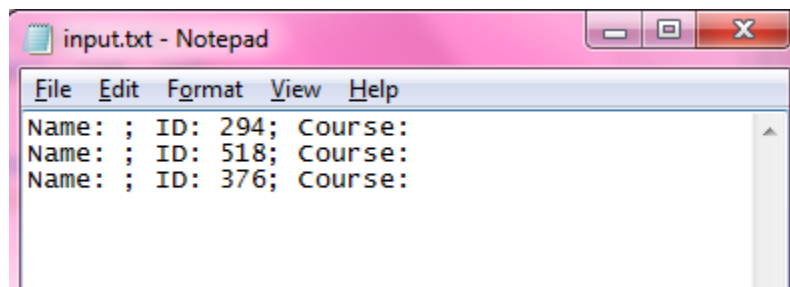 input.txt - Notepad
File Edit Format View Help
Name: ; ID: 294; Course:
Name: ; ID: 518; Course:
Name: ; ID: 376; Course: